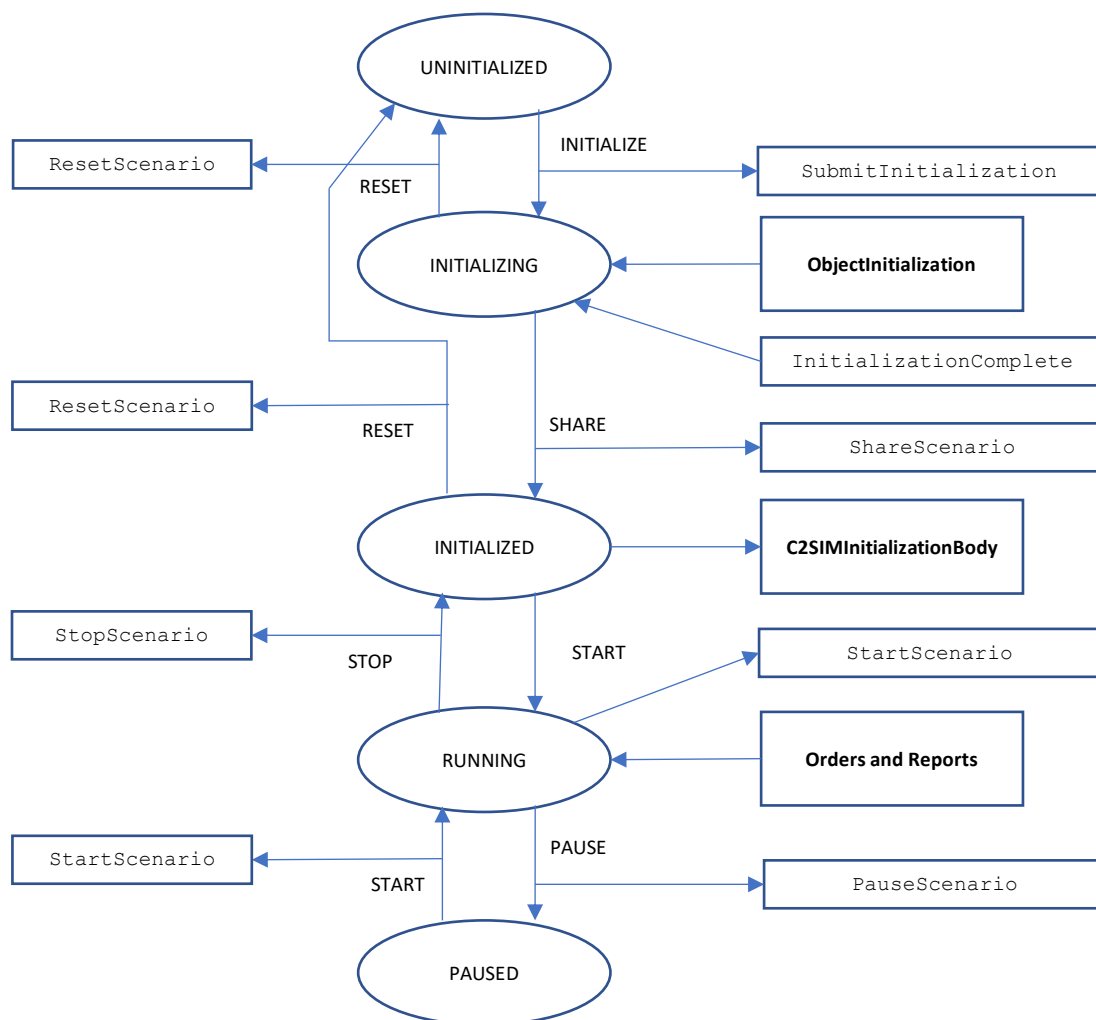 UNINITIALIZED
INITIALIZE
ResetScenario
SubmitInitialization
RESET
INITIALIZING
ObjectInitialization
InitializationComplete
ResetScenario
SHARE
RESET
ShareScenario
INITIALIZED
C2SIMInitializationBody
StopScenario
START
StartScenario
STOP
RUNNING
Orders and Reports
PAUSE
StartScenario
START
PauseScenario
PAUSED